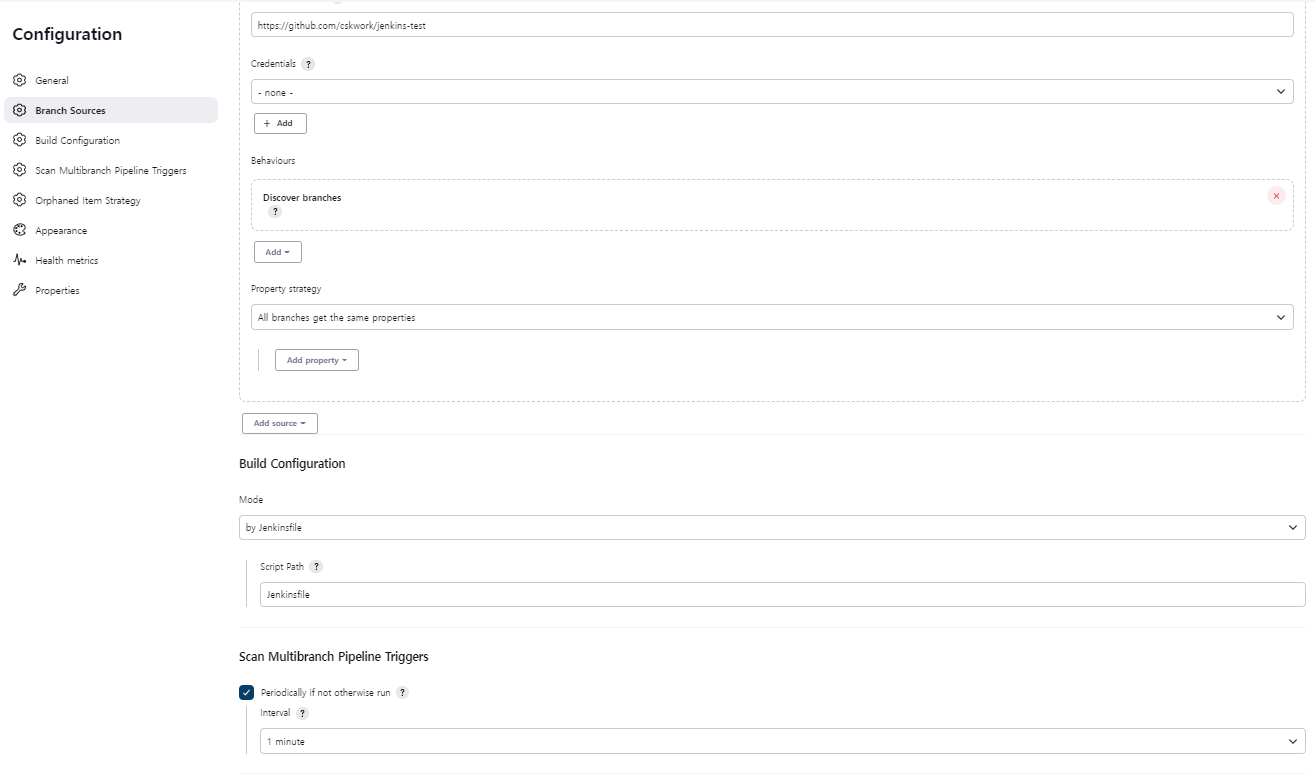 Configuration
General
Branch Sources
Build Configuration
Scan Multibranch Pipeline Triggers
Orphaned Item Strategy
Appearance
Health metrics
Properties
https://github.com/cskwork/jenkins-test
Credentials ?
- none -
+ Add
Behaviours
Discover branches
?
Add
Property strategy
All branches get the same properties
Add property
Add source
Build Configuration
Mode
by Jenkinsfile
Script Path ?
Jenkinsfile
Scan Multibranch Pipeline Triggers
Periodically if not otherwise run ?
Interval ?
1 minute